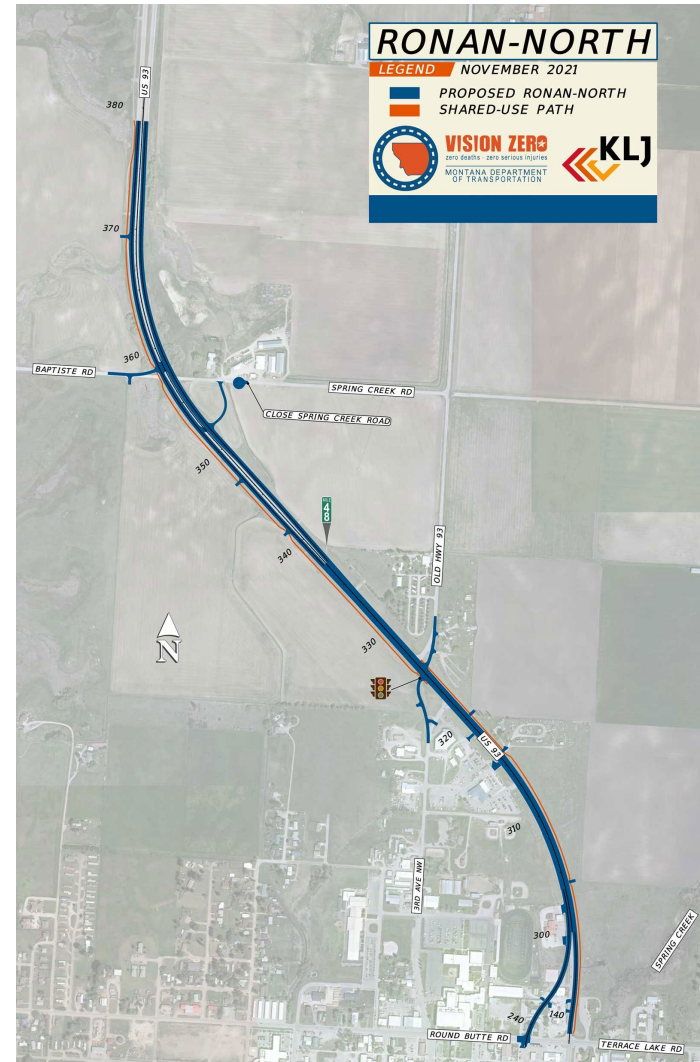 RONAN-NORTH
LEGEND NOVEMBER 2021
PROPOSED RONAN-NORTH
SHARED-USE PATH
VISION ZERO
zero deaths · zero serious injuries
MONTANA DEPARTMENT
OF TRANSPORTATION
KLJ
US 93
380
370
360
BAPTISTE RD
SPRING CREEK RD
CLOSE SPRING CREEK ROAD
350
MILE
48
340
OLD HWY 93
N
330
320
US 93
310
3RD AVE NW
300
SPRING CREEK
240
140
ROUND BUTTE RD
TERRACE LAKE RD